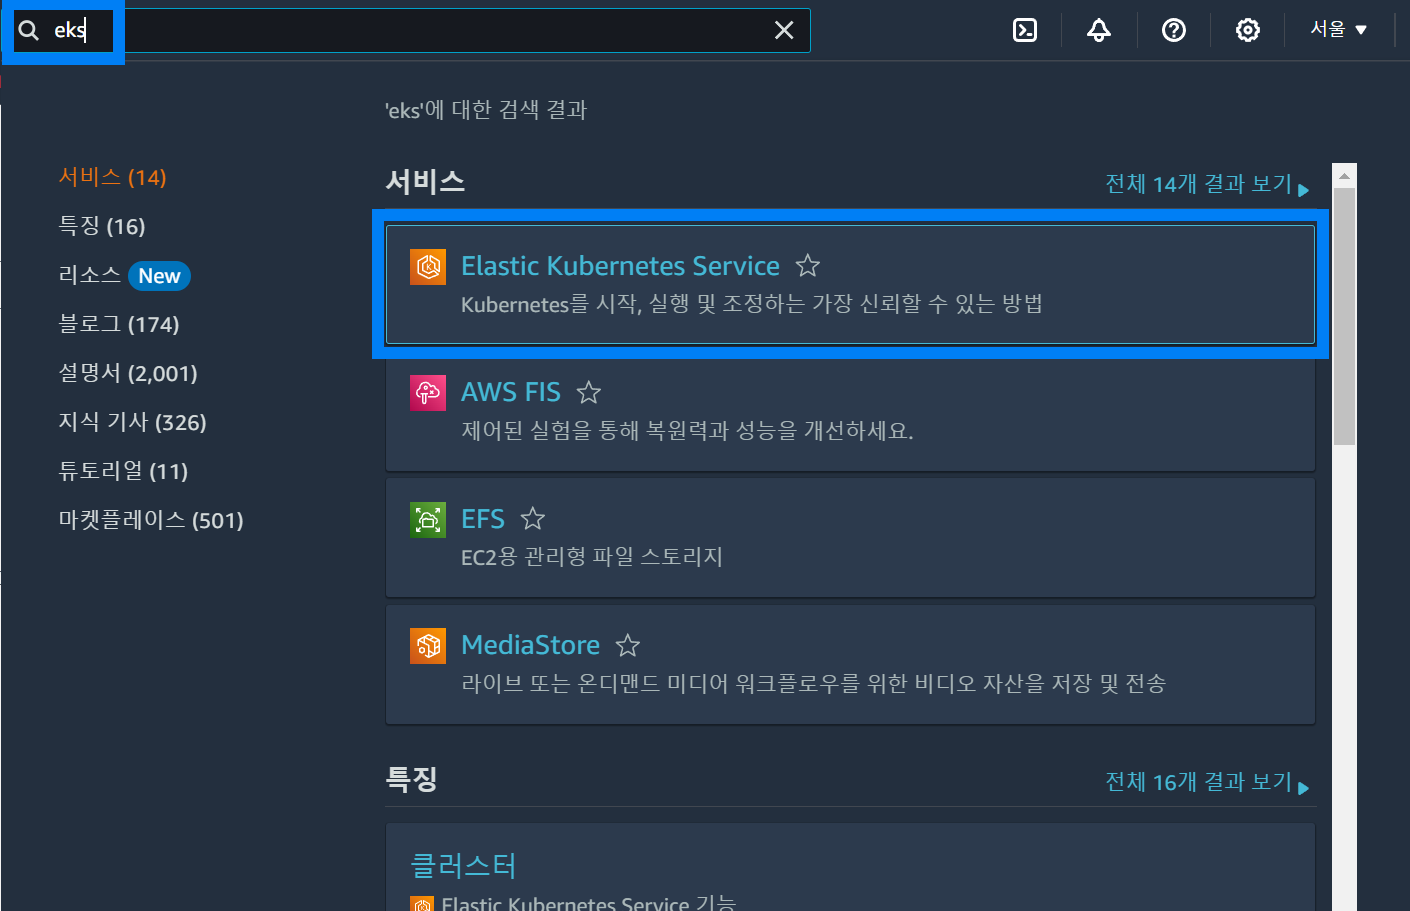 eks
서울 ▼
'eks'에 대한 검색 결과
서비스 (14)
특징 (16)
리소스 New
블로그 (174)
설명서 (2,001)
지식 기사 (326)
튜토리얼 (11)
마켓플레이스 (501)
서비스
전체 14개 결과 보기
Elastic Kubernetes Service
Kubernetes를 시작, 실행 및 조정하는 가장 신뢰할 수 있는 방법
AWS FIS
제어된 실험을 통해 복원력과 성능을 개선하세요.
EFS
EC2용 관리형 파일 스토리지
MediaStore
라이브 또는 온디맨드 미디어 워크플로우를 위한 비디오 자산을 저장 및 전송
특징
전체 16개 결과 보기
클러스터
Elastic Kubernetes Service 기능